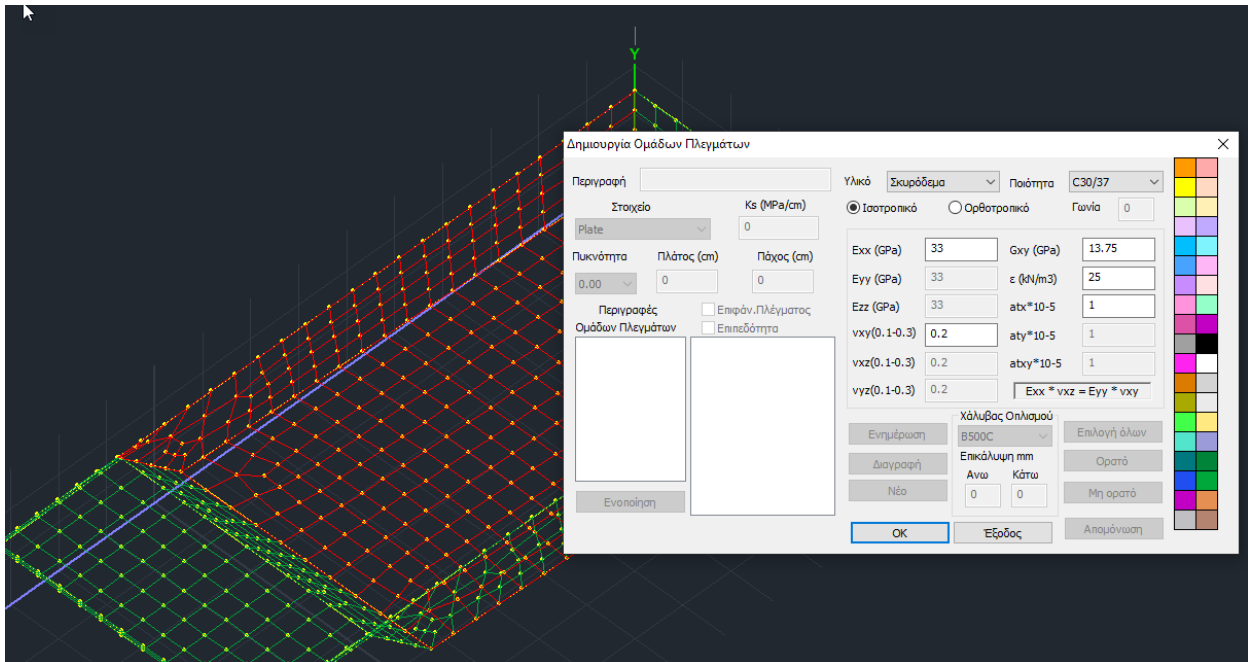 Y
Δημιουργία Ομάδων Πλεγμάτων
Περιγραφή
Υλικό Σκυρόδεμα Ποιότητα C30/37
Στοιχείο Ks (MPa/cm) Ισοτροπικό Ορθοτροπικό Γωνία 0
Plate 0
Πυκνότητα Πλάτος (cm) Πάχος (cm)
0.00 0 0
Περιγραφές Επιφάν.Πλέγματος
Ομάδων Πλεγμάτων Επιπεδότητα
Ενοποίηση
Exx (GPa) 33 Gxy (GPa) 13.75
Eyy (GPa) 33 ε (kN/m3) 25
Ezz (GPa) 33 atx*10-5 1
vxy(0.1-0.3) 0.2 aty*10-5 1
vxz(0.1-0.3) 0.2 atxy*10-5 1
vyz(0.1-0.3) 0.2 Exx * vxz = Eyy * vxy
Χάλυβας Οπλισμού
Ενημέρωση B500C Επιλογή όλων
Επικάλυψη mm
Διαγραφή Ανω Κάτω Ορατό
Νέο 0 0 Μη ορατό
OK Έξοδος Απομόνωση